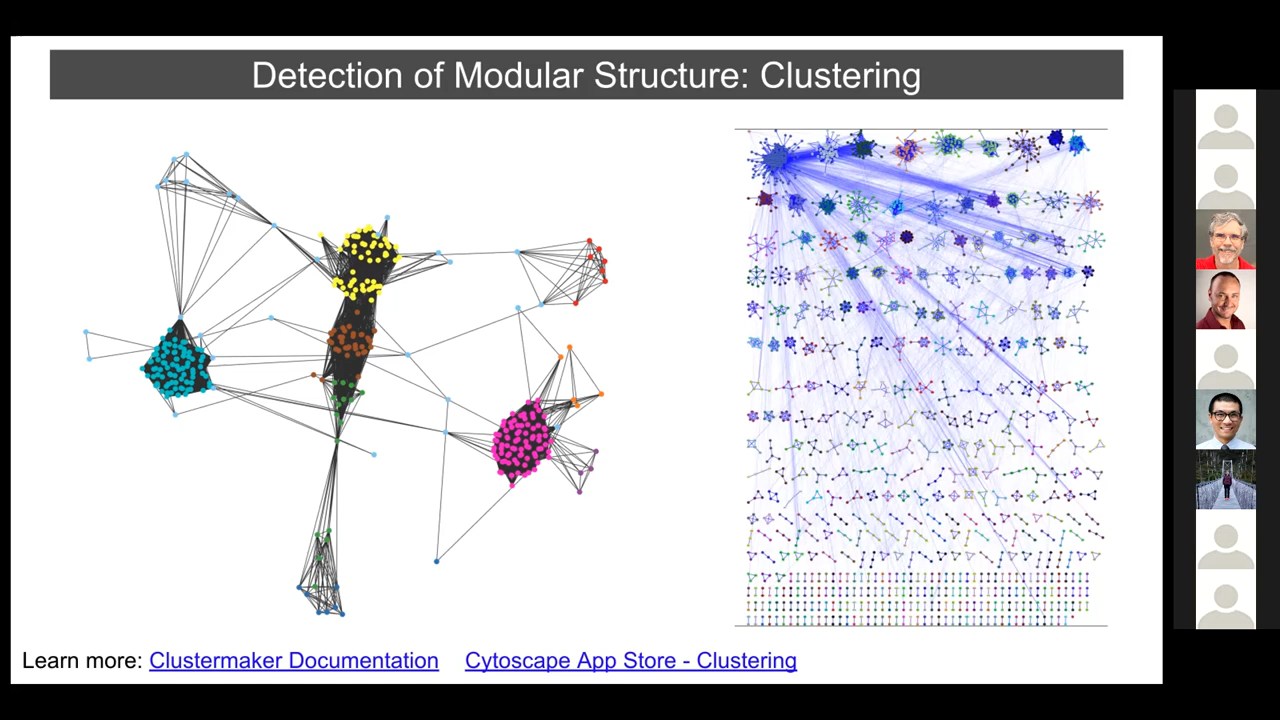 Detection of Modular Structure: Clustering
Learn more: Clustermaker Documentation Cytoscape App Store - Clustering